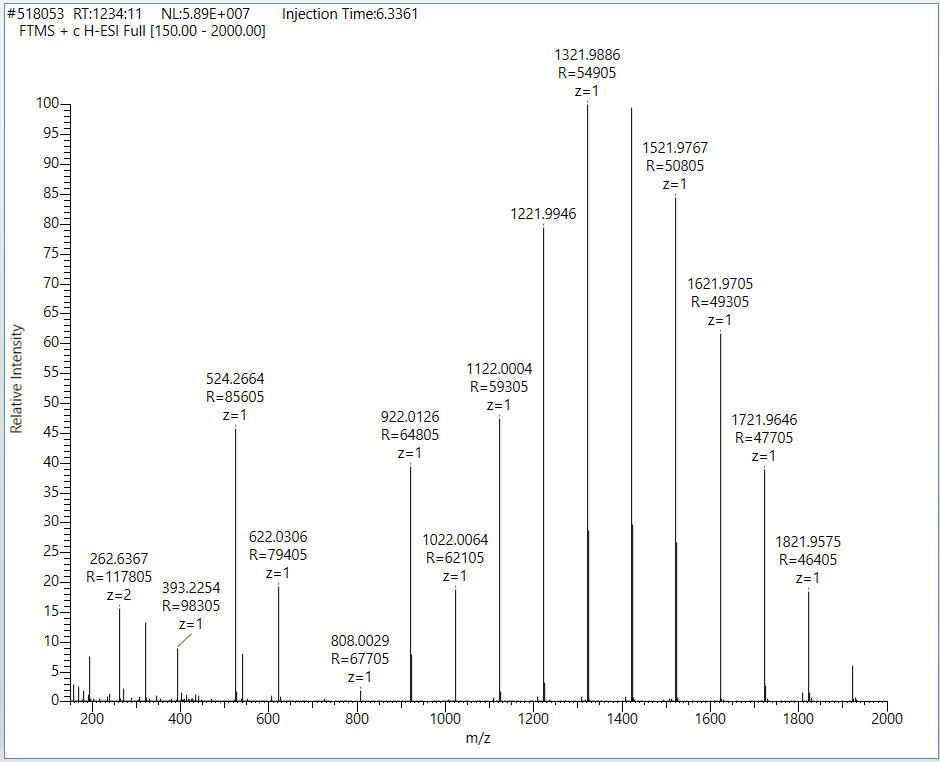 #518053 RT:1234:11 NL:5.89E+007 Injection Time:6.3361
FTMS + c H-ESI Full [150.00 - 2000.00]
1321.9886
R=54905
z=1
1521.9767
R=50805
z=1
1221.9946
1621.9705
R=49305
z=1
1122.0004
R=59305
z=1
524.2664
R=85605
z=1
922.0126
R=64805
z=1
1721.9646
R=47705
z=1
622.0306
R=79405
z=1
1022.0064
R=62105
z=1
1821.9575
R=46405
z=1
262.6367
R=117805
z=2
393.2254
R=98305
z=1
808.0029
R=67705
z=1
Relative Intensity
100
95
90
85
80
75
70
65
60
55
50
45
40
35
30
25
20
15
10
5
0
200 400 600 800 1000 1200 1400 1600 1800 2000
m/z